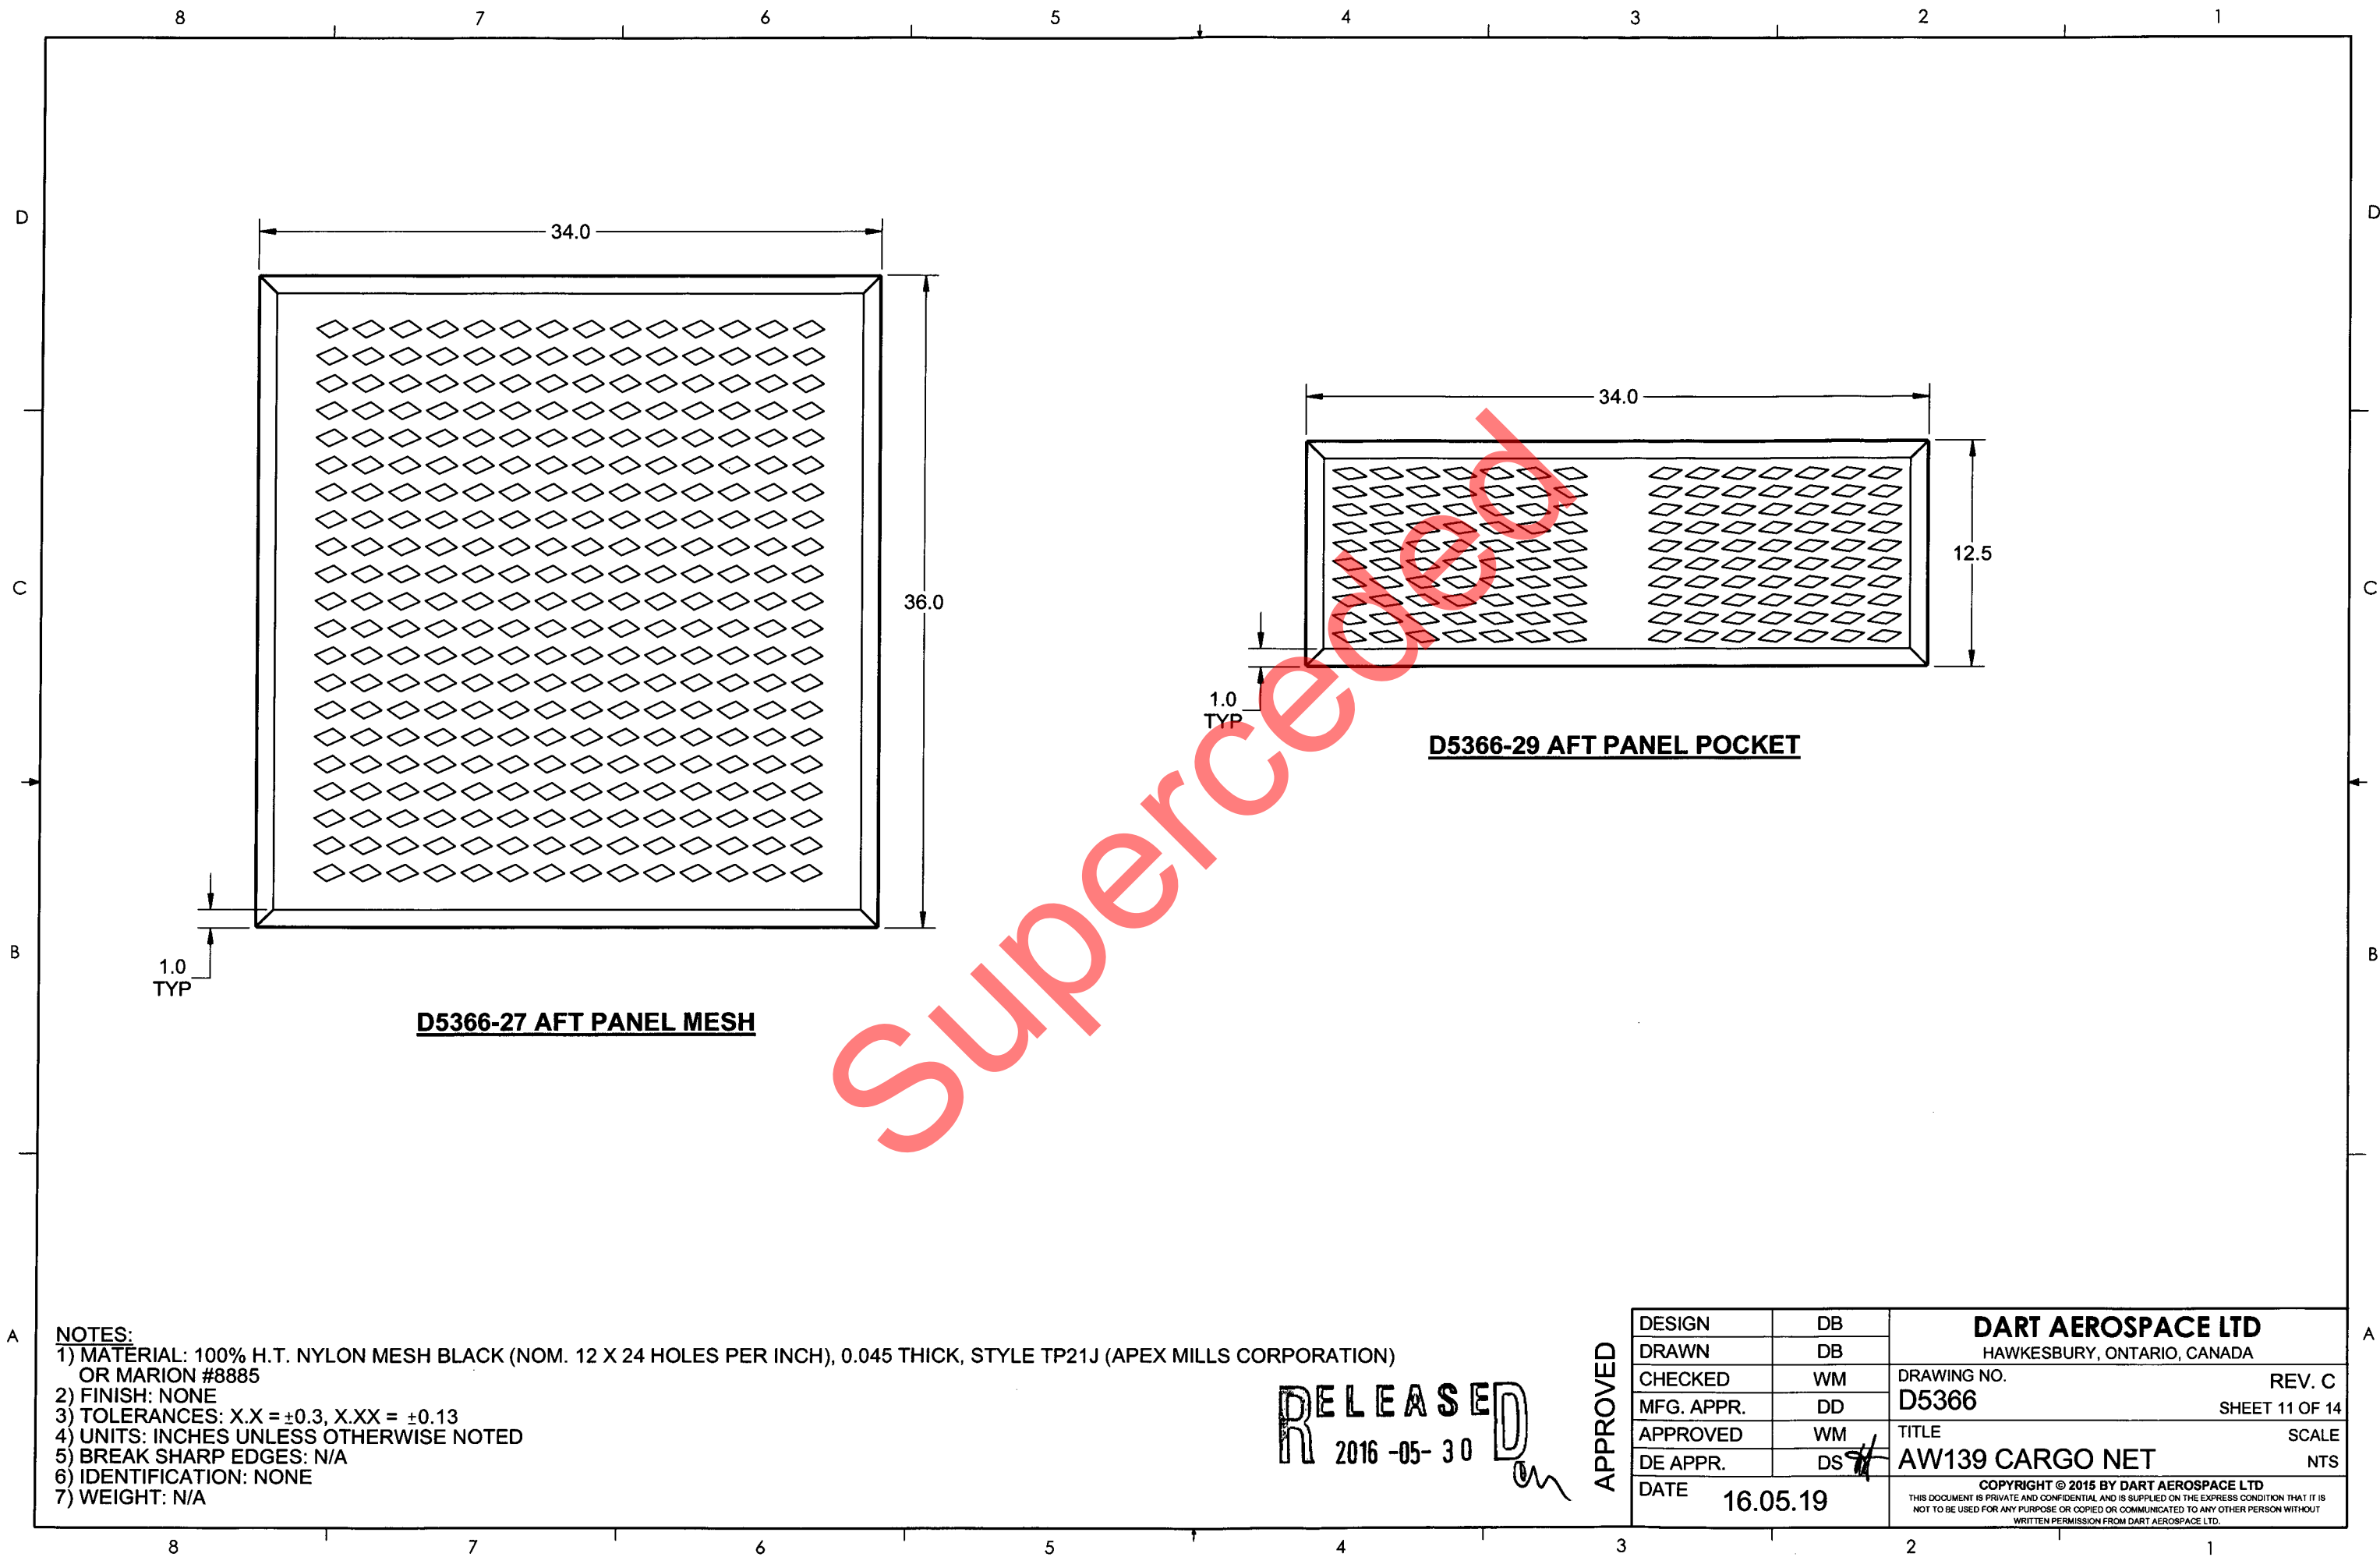 8 7 6 5 4 3 2 1
D D
34.0
34.0
C C
36.0
12.5
1.0
TYP
D5366-29 AFT PANEL POCKET
B B
1.0
TYP
D5366-27 AFT PANEL MESH
Superceded
A A
NOTES:
1) MATERIAL: 100% H.T. NYLON MESH BLACK (NOM. 12 X 24 HOLES PER INCH), 0.045 THICK, STYLE TP21J (APEX MILLS CORPORATION)
OR MARION #8885
2) FINISH: NONE
3) TOLERANCES: X.X = ±0.3, X.XX = ±0.13
4) UNITS: INCHES UNLESS OTHERWISE NOTED
5) BREAK SHARP EDGES: N/A
6) IDENTIFICATION: NONE
7) WEIGHT: N/A
RELEASED
2016 -05- 30
APPROVED
DESIGN DB
DRAWN DB
CHECKED WM
MFG. APPR. DD
APPROVED WM
DE APPR. DS
DATE 16.05.19
DART AEROSPACE LTD
HAWKESBURY, ONTARIO, CANADA
DRAWING NO. REV. C
D5366 SHEET 11 OF 14
TITLE SCALE
AW139 CARGO NET NTS
COPYRIGHT © 2015 BY DART AEROSPACE LTD
THIS DOCUMENT IS PRIVATE AND CONFIDENTIAL AND IS SUPPLIED ON THE EXPRESS CONDITION THAT IT IS
NOT TO BE USED FOR ANY PURPOSE OR COPIED OR COMMUNICATED TO ANY OTHER PERSON WITHOUT
WRITTEN PERMISSION FROM DART AEROSPACE LTD.
8 7 6 5 4 3 2 1